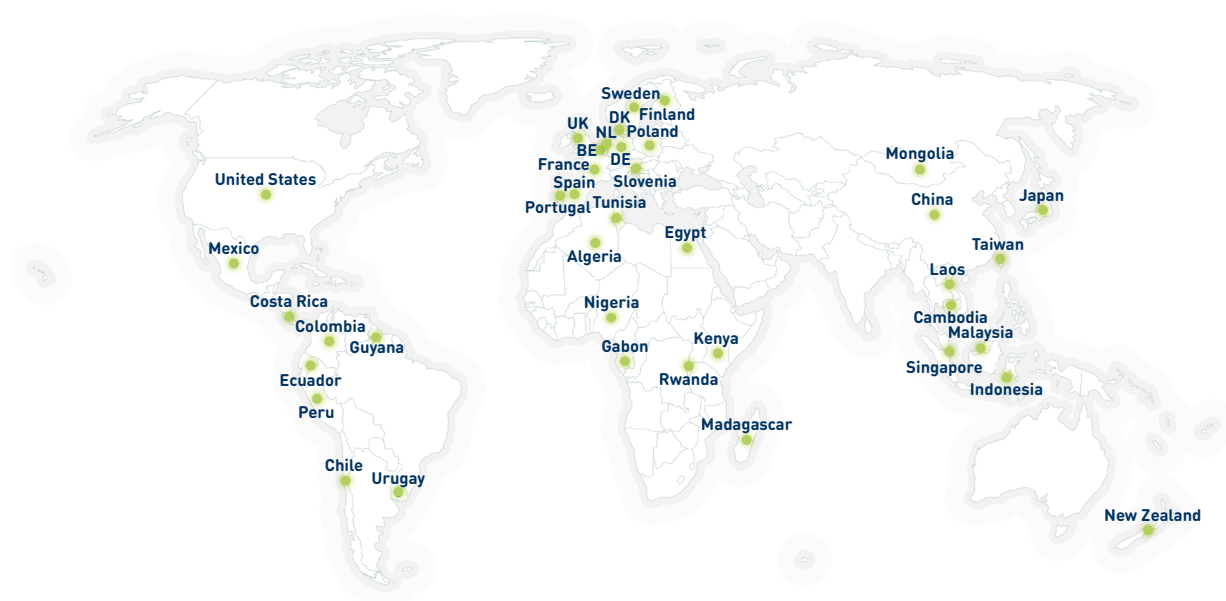 Sweden
Finland
DK
UK
NL
Poland
BE
DE
France
Slovenia
Spain
Portugal
Tunisia
United States
Mongolia
China
Japan
Mexico
Egypt
Algeria
Taiwan
Laos
Costa Rica
Nigeria
Cambodia
Colombia
Malaysia
Guyana
Gabon
Kenya
Singapore
Ecuador
Rwanda
Indonesia
Peru
Madagascar
Chile
Urugay
New Zealand